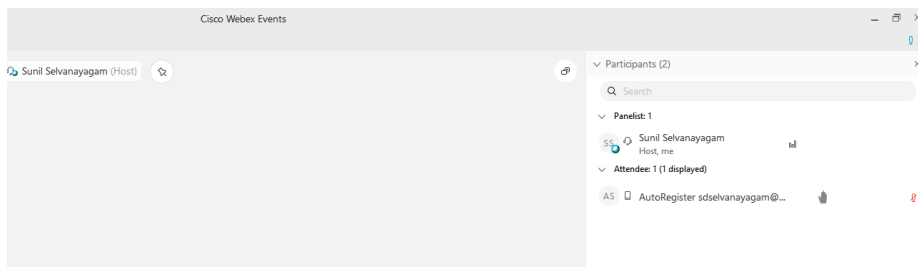 Cisco Webex Events
Sunil Selvanayagam (Host)
Participants (2)
Search
Panelist: 1
SS
Sunil Selvanayagam
Host, me
Attendee: 1 (1 displayed)
AS
AutoRegister sdselvanayagam@...